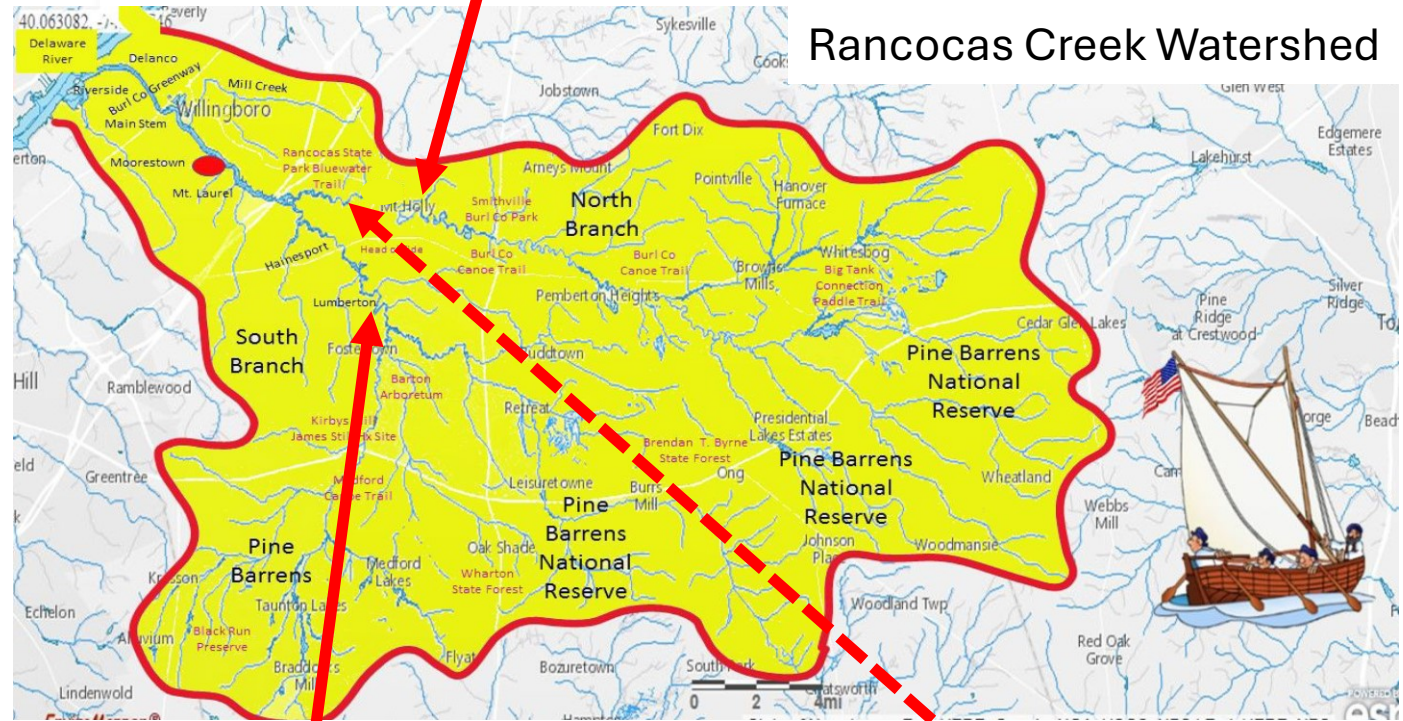 40.063082,
Beverly
Sykesville
Rancocas Creek Watershed
Delaware
River
Delanco
Riverside
Burl Co Greenway
Mill Creek
Jobstown
Glen West
Main Stem
Willingboro
Fort Dix
Edgemere
Estates
Moorestown
Rancocas State
Park Bluewater
Trail
Arneys Mount
Pointville
Hanover
Furnace
Lakehurst
Mt. Laurel
Mt Holly
Smithville
Burl Co Park
North
Branch
Hainesport
Burl Co
Canoe Trail
Burl Co
Canoe Trail
Browns
Mills
Whitesbog
Big Tank
Connection
Paddle Trail
Lumberton
Pemberton Heights
Silver
Ridge
Pine
Ridge
at Crestwood
Cedar Glen Lakes
South
Branch
Fostertown
Buddtown
Pine Barrens
National
Reserve
Hill
Ramblewood
Barton
Arboretum
Retreat
Kirbys Mill
James Still Hx Site
Presidential
Lakes Estates
Brendan T. Byrne
State Forest
Ong
Pine Barrens
National
Reserve
Greentree
Medford
Canoe Trail
Leisuretowne
Burrs
Mill
Wheatland
Webbs
Mill
Pine
Barrens
National
Reserve
Pine
Barrens
Oak Shade
Johnson
Place
Woodmansie
Kresson
Medford
Lakes
Wharton
State Forest
Taunton Lakes
Echelon
Woodland Twp
Black Run
Preserve
Red Oak
Grove
Braddocks
Mill
Flyat
Bozuretown
South Park
Lindenwold
Chatsworth
0 2 4mi